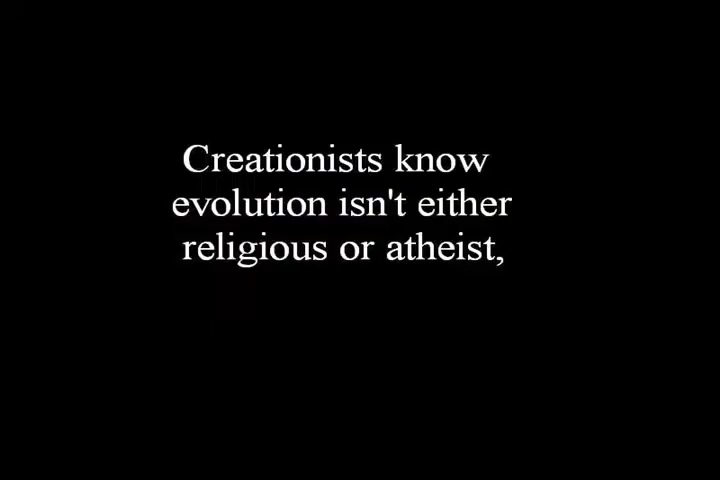 Creationists know
evolution isn't either
religious or atheist,